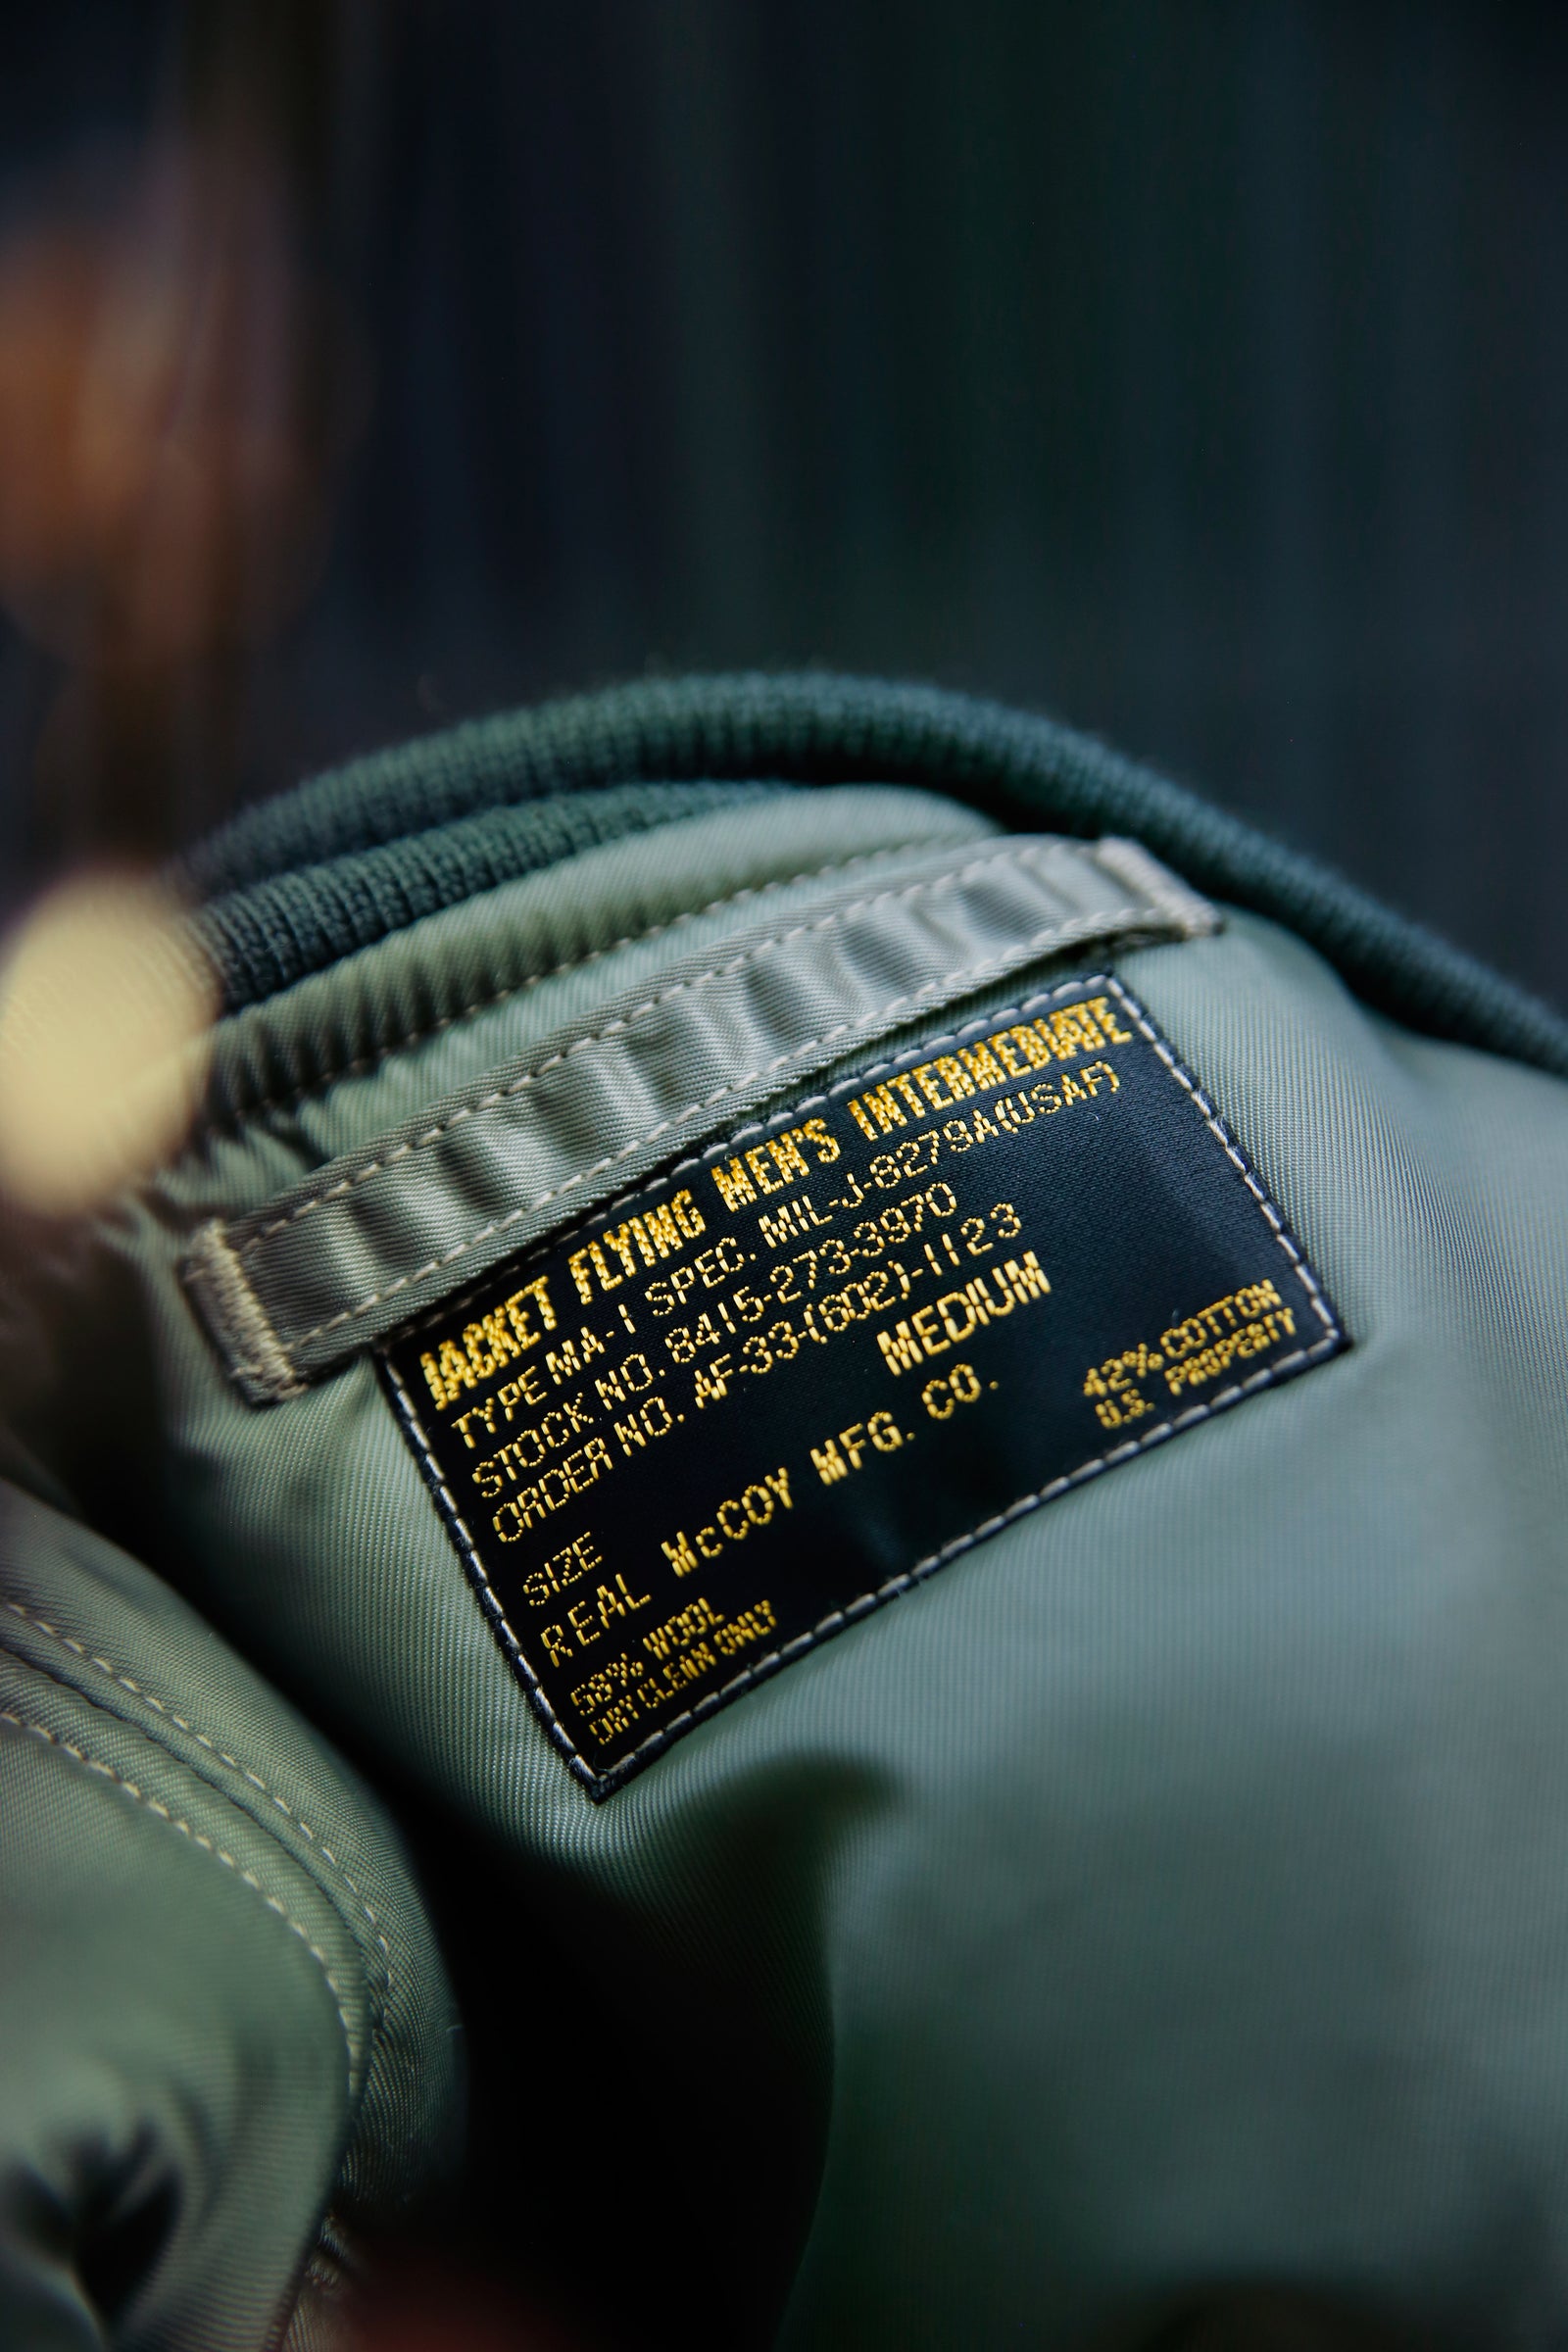 JACKET FLYING MEN'S INTERMEDIATE
TYPE MA-1 SPEC. MIL-J-8279A(USAF)
STOCK NO. 8415-273-3970
ORDER NO. AF-33-(602)-1123
SIZE MEDIUM
REAL McCOY MFG. CO.
58% WOOL 42% COTTON
DRY CLEAN ONLY U.S. PROPERTY